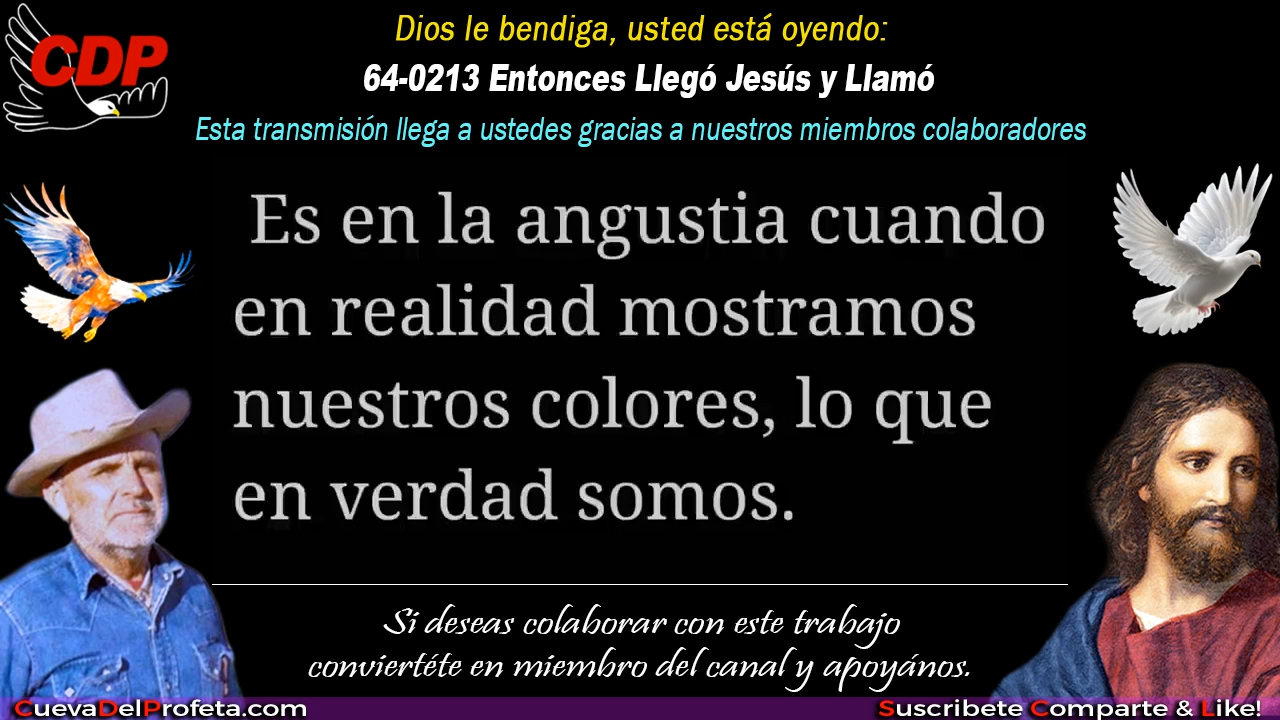 CDP
Dios le bendiga, usted está oyendo:
64-0213 Entonces Llegó Jesús y Llamó
Esta transmisión llega a ustedes gracias a nuestros miembros colaboradores
Es en la angustia cuando
en realidad mostramos
nuestros colores, lo que
en verdad somos.
Si deseas colaborar con este trabajo
conviertéte en miembro del canal y apoyános.
CuevaDelProfeta.com
Suscribete Comparte & Like!